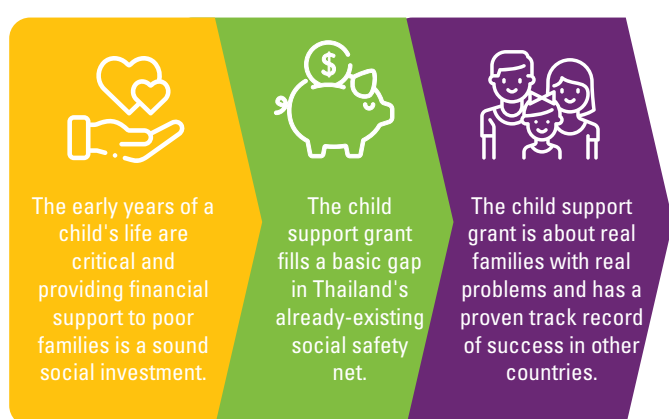 $
The early years of a
child's life are
critical and
providing financial
support to poor
families is a sound
social investment.
The child
support grant
fills a basic gap
in Thailand's
already-existing
social safety
net.
The child support
grant is about real
families with real
problems and has a
proven track record
of success in other
countries.